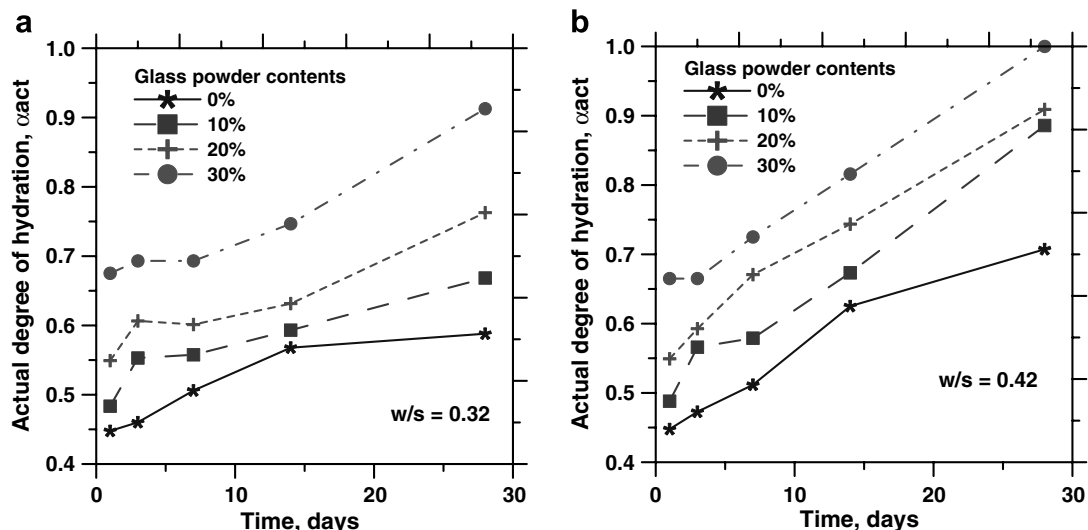 a
Actual degree of hydration, αact
1.0
0.9
0.8
0.7
0.6
0.5
0.4
Glass powder contents
0%
10%
20%
30%
w/s = 0.32
0 10 20 30
Time, days
b
Actual degree of hydration, αact
1.0
0.9
0.8
0.7
0.6
0.5
0.4
Glass powder contents
0%
10%
20%
30%
w/s = 0.42
0 10 20 30
Time, days